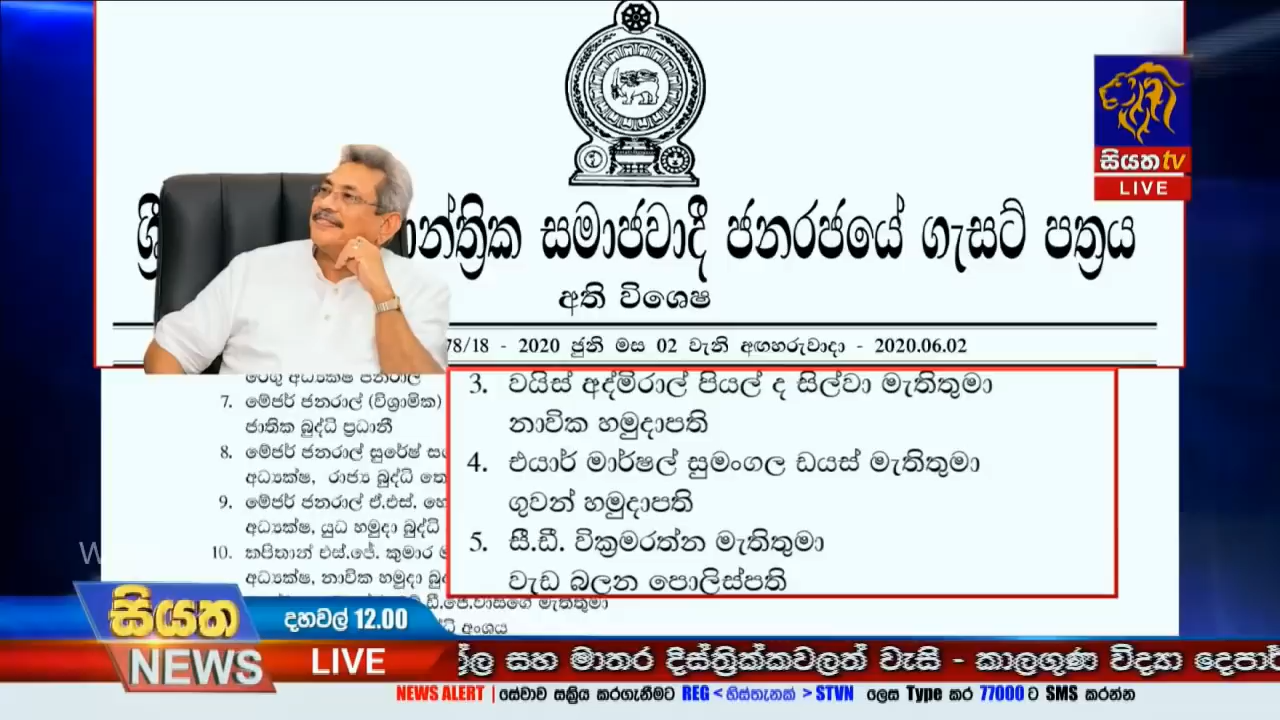 සියත tv
LIVE
ශ්‍රී න්ත්‍රික සමාජවාදී ජනරජයේ ගැසට් පත්‍රය
අති විශෙෂ
78/18 - 2020 ජුනි මස 02 වැනි අඟහරුවාදා - 2020.06.02
7. මේජර් ජනරාල් (විශ්‍රාමික)
ජාතික බුද්ධි ප්‍රධානී
8. මේජර් ජනරාල් සුරේෂ්
අධ්‍යක්ෂ, රාජ්‍ය බුද්ධි
9. මේජර් ජනරාල් ඒ.එස්.
අධ්‍යක්ෂ, යුධ හමුදා බුද්ධි
10. කපිතාන් එස්.ජේ. කුමාර
අධ්‍යක්ෂ, නාවික හමුදා
3. වයිස් අද්මිරාල් පියල් ද සිල්වා මැතිතුමා
නාවික හමුදාපති
4. එයාර් මාර්ෂල් සුමංගල ඩයස් මැතිතුමා
ගුවන් හමුදාපති
5. සී.ඩී. වික්‍රමරත්න මැතිතුමා
වැඩ බලන පොලිස්පති
මැතිතුමා
අංශය
සියත
NEWS
දහවල් 12.00
LIVE
සහ මාතර දිස්ත්‍රික්කවලත් වැසි - කාලගුණ විද්‍යා දෙපාර්
NEWS ALERT | සේවාව සක්‍රිය කරගැනීමට REG < හිස්තැනක් > STVN ලෙස Type කර 77000 ට SMS කරන්න